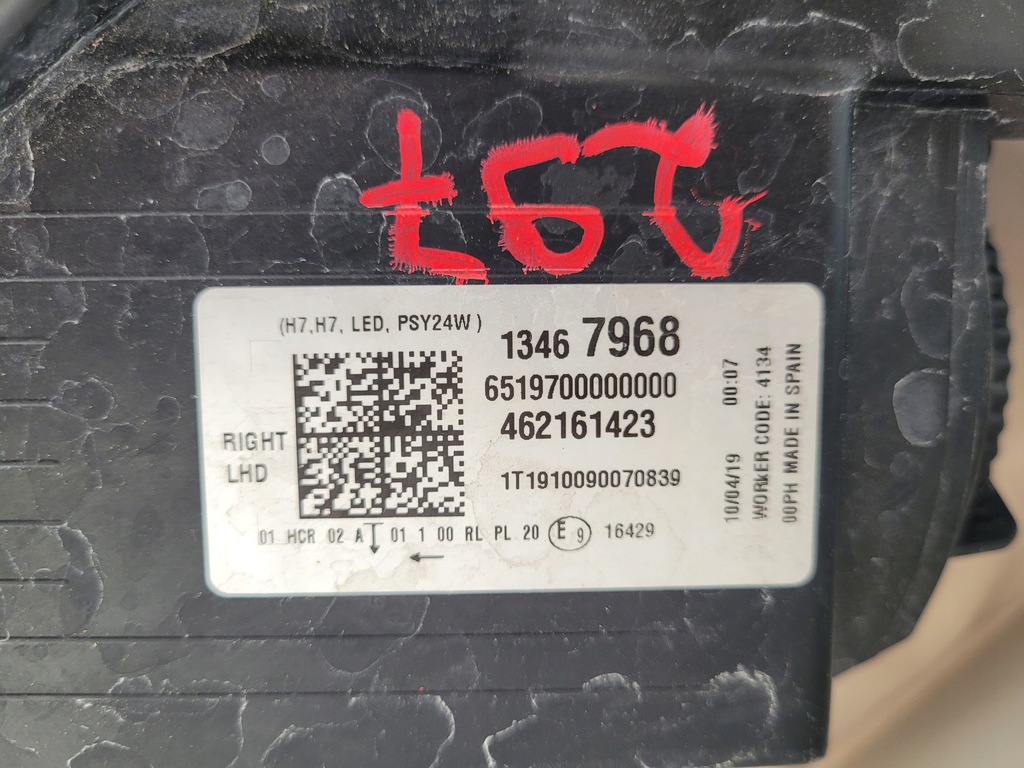 297
(H7,H7, LED, PSY24W)
1346 7968
6519700000000
462161423
RIGHT
LHD
1T1910090070839
01 HCR 02 A 01 1 00 RL PL 20 E9 16429
←
10/04/19 00:07
WORKER CODE: 4134
00PH MADE IN SPAIN